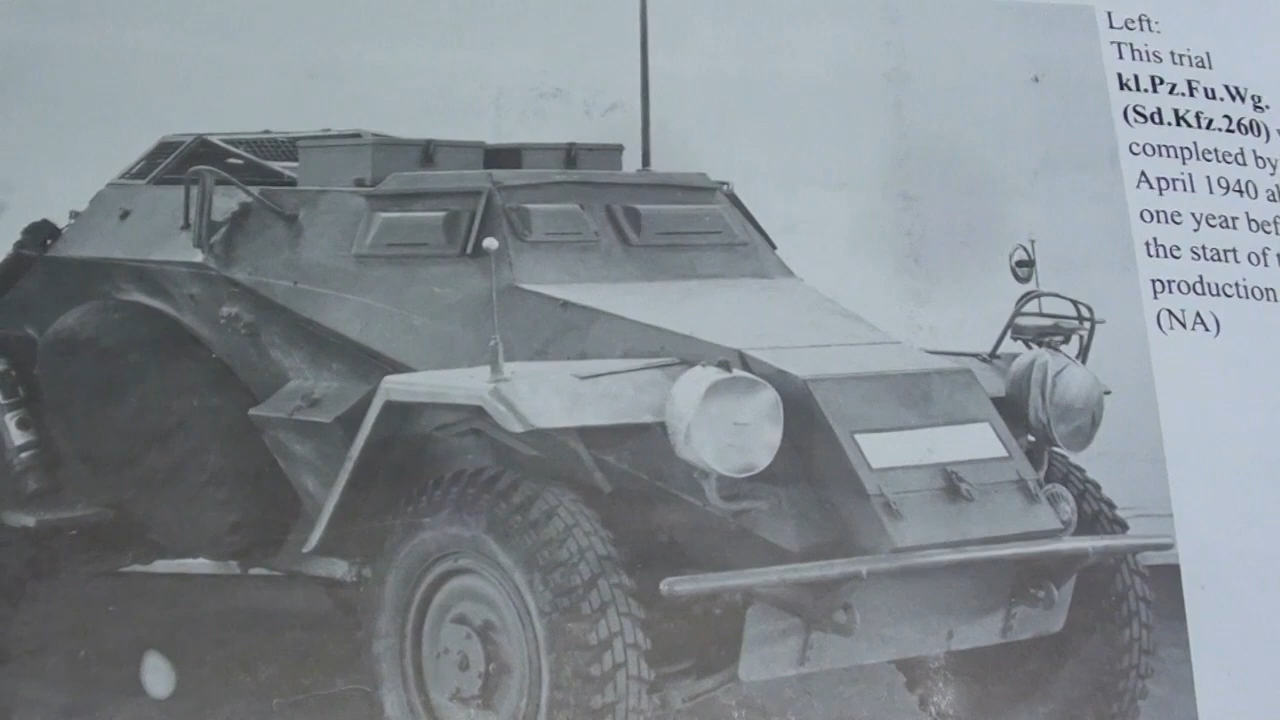 Left:
This trial
kl.Pz.Fu.Wg.
(Sd.Kfz.260)
completed by
April 1940
one year
the start of
production
(NA)